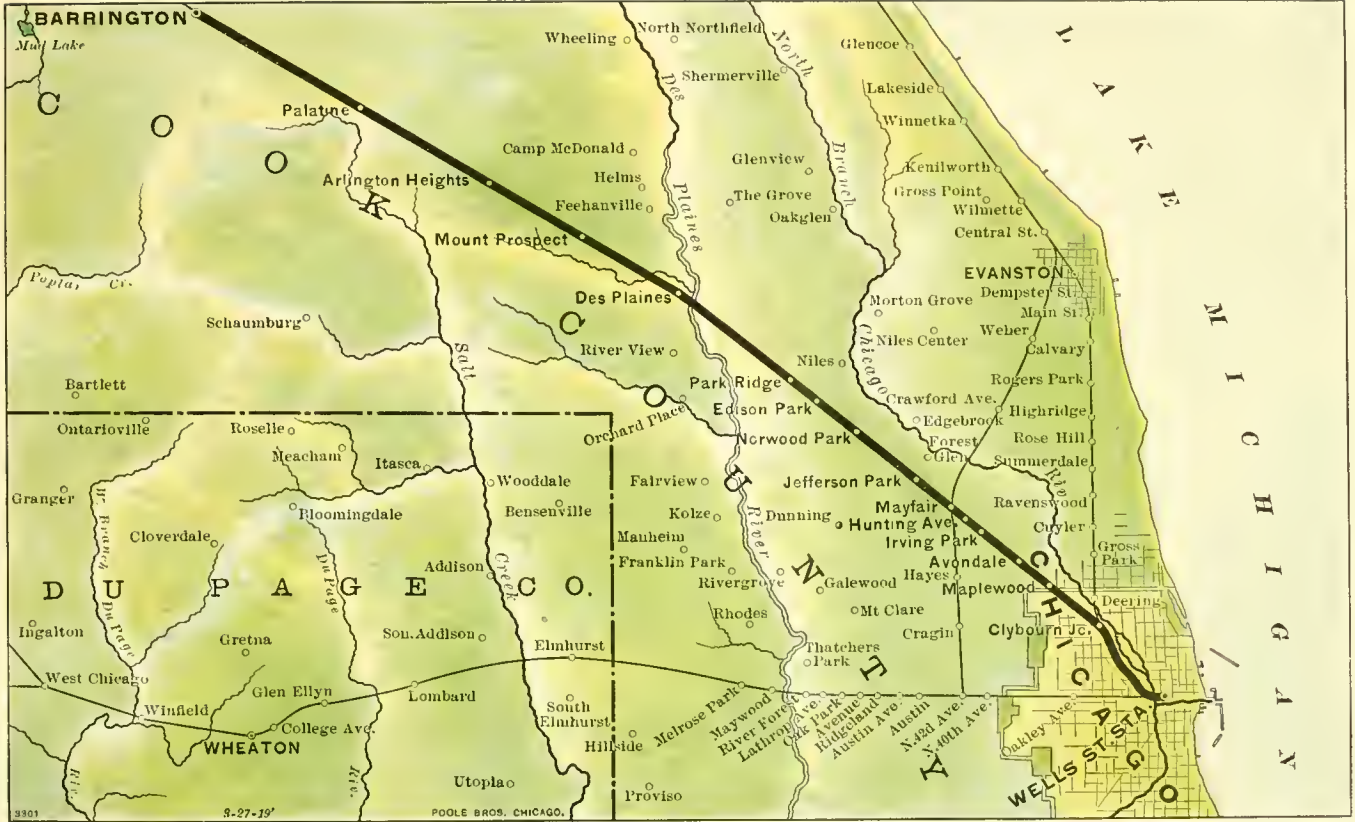 BARRINGTON
Mud Lake
Wheeling
North Northfield
Shermerville
Glencoe
Lakeside
Winnetka
Kenilworth
Gross Point
Wilmette
Central St.
EVANSTON
Dempster St.
Main St.
Weber
Calvary
Rogers Park
Crawford Ave.
Highridge
Edgebrook
Rose Hill
Forest
Glen
Summerdale
Ravenswood
Cuyler
Gross
Park
Deering
LAKE MICHIGAN
Palatine
Camp McDonald
Helms
Feehanville
Glenview
The Grove
Oakglen
Arlington Heights
Mount Prospect
Des Plaines
River View
Des Plaines River
North Branch Chicago Riv.
Morton Grove
Niles Center
Niles
COOK COUNTY
Poplar Cr.
Schaumburg
Salt Creek
Bartlett
Ontarioville
Roselle
Meacham
Itasca
Wooddale
Bensenville
Granger
Bloomingdale
Cloverdale
W. Branch DuPage
Riv.
DuPage
Riv.
Addison
DU PAGE CO.
Ingalton
Gretna
Sou. Addison
Elmhurst
West Chicago
Winfield
WHEATON
College Ave.
Glen Ellyn
Lombard
South
Elmhurst
Hillside
Utopia
Proviso
Park Ridge
Edison Park
Orchard Place
Norwood Park
Jefferson Park
Fairview
Kolze
Manheim
Franklin Park
Rivergrove
Dunning
Mayfair
Hunting Ave.
Irving Park
Avondale
Hayes
Maplewood
Galewood
Mt Clare
Cragin
Clybourn Jc.
Rhodes
Thatchers
Park
Melrose Park
Maywood
River Forest
Lathrop Ave.
Park
Avenue
Ridgeland
Austin Ave.
Austin
N.42d Ave.
N.40th Ave.
Oakley Ave.
CHICAGO
WELLS ST. STA.
3301
POOLE BROS. CHICAGO.